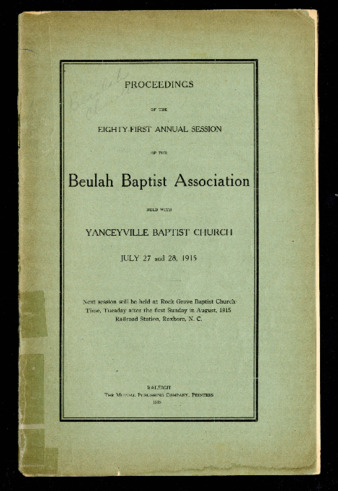 PROCEEDINGS
OF THE
EIGHTY-FIRST ANNUAL SESSION
OF THE
Beulah Baptist Association
HELD WITH
YANCEYVILLE BAPTIST CHURCH
JULY 27 and 28, 1915
Next session will be held at Rock Grove Baptist Church
Time, Tuesday after the first Sunday in August, 1915
Railroad Station, Roxboro, N. C.
RALEIGH
THE MUTUAL PUBLISHING COMPANY, PRINTERS
1915